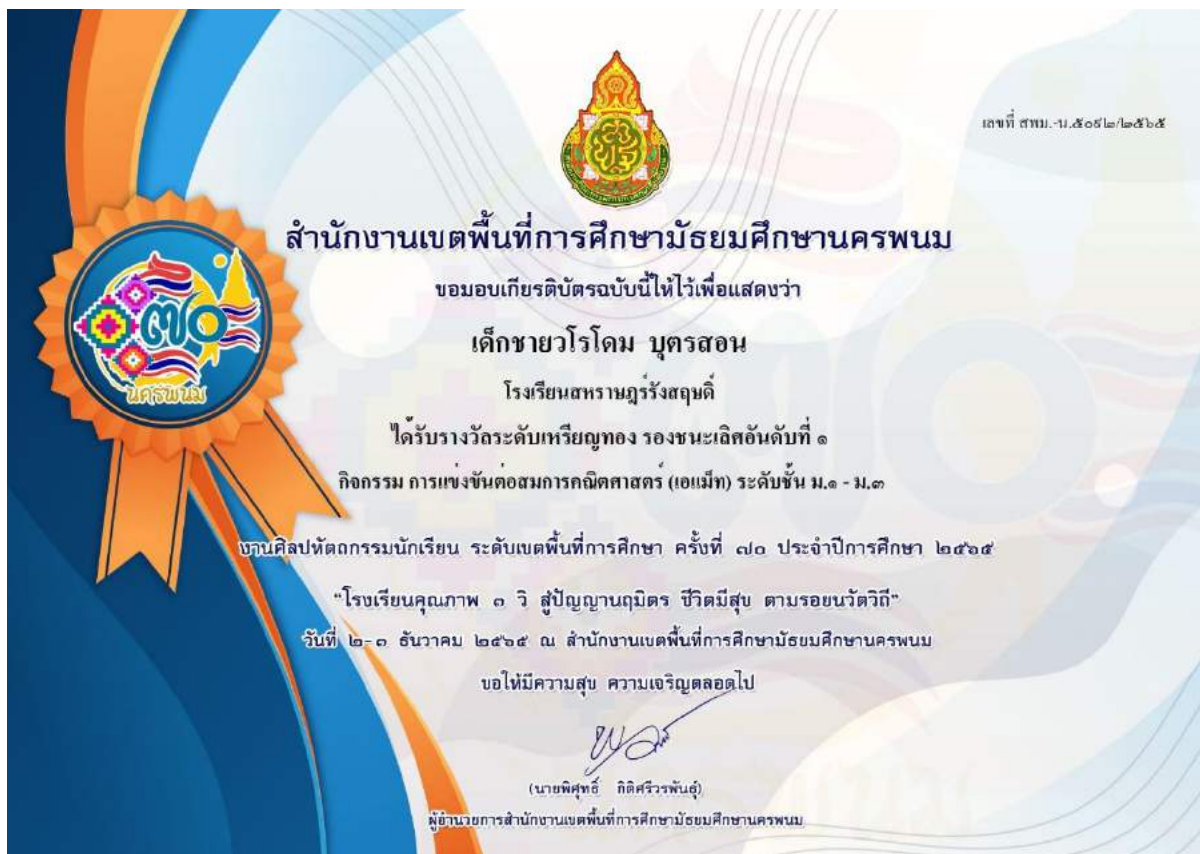 เลขที่ สพม.-น.๕๐๙๒/๒๕๖๕
สำนักงานเขตพื้นที่การศึกษามัธยมศึกษานครพนม
ขอมอบเกียรติบัตรฉบับนี้ให้ไว้เพื่อแสดงว่า
เด็กชายวโรโดม บุตรสอน
โรงเรียนสหราษฎร์รังสฤษดิ์
ได้รับรางวัลระดับเหรียญทอง รองชนะเลิศอันดับที่ ๑
กิจกรรม การแข่งขันต่อสมการคณิตศาสตร์ (เอแม็ท) ระดับชั้น ม.๑ - ม.๓
งานศิลปหัตถกรรมนักเรียน ระดับเขตพื้นที่การศึกษา ครั้งที่ ๗๐ ประจำปีการศึกษา ๒๕๖๕
“โรงเรียนคุณภาพ ๓ วิ สู่ปัญญานฤมิตร ชีวิตมีสุข ตามรอยนวัตวิถี”
วันที่ ๒-๓ ธันวาคม ๒๕๖๕ ณ สำนักงานเขตพื้นที่การศึกษามัธยมศึกษานครพนม
ขอให้มีความสุข ความเจริญตลอดไป
(นายพิศุทธิ์ กิติศรีวรพันธุ์)
ผู้อำนวยการสำนักงานเขตพื้นที่การศึกษามัธยมศึกษานครพนม
๗๐
นครพนม